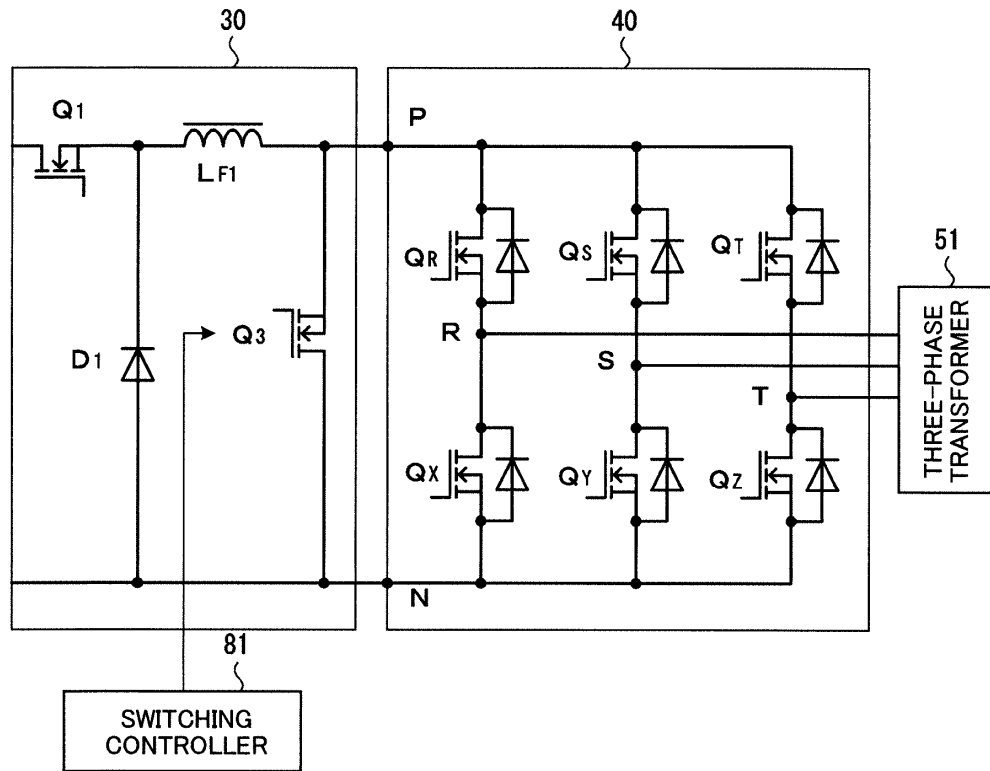 30
40
Q1
P
LF1
QR
QS
QT
51
Q3
R
D1
S
T
THREE-PHASE
TRANSFORMER
QX
QY
QZ
N
81
SWITCHING
CONTROLLER